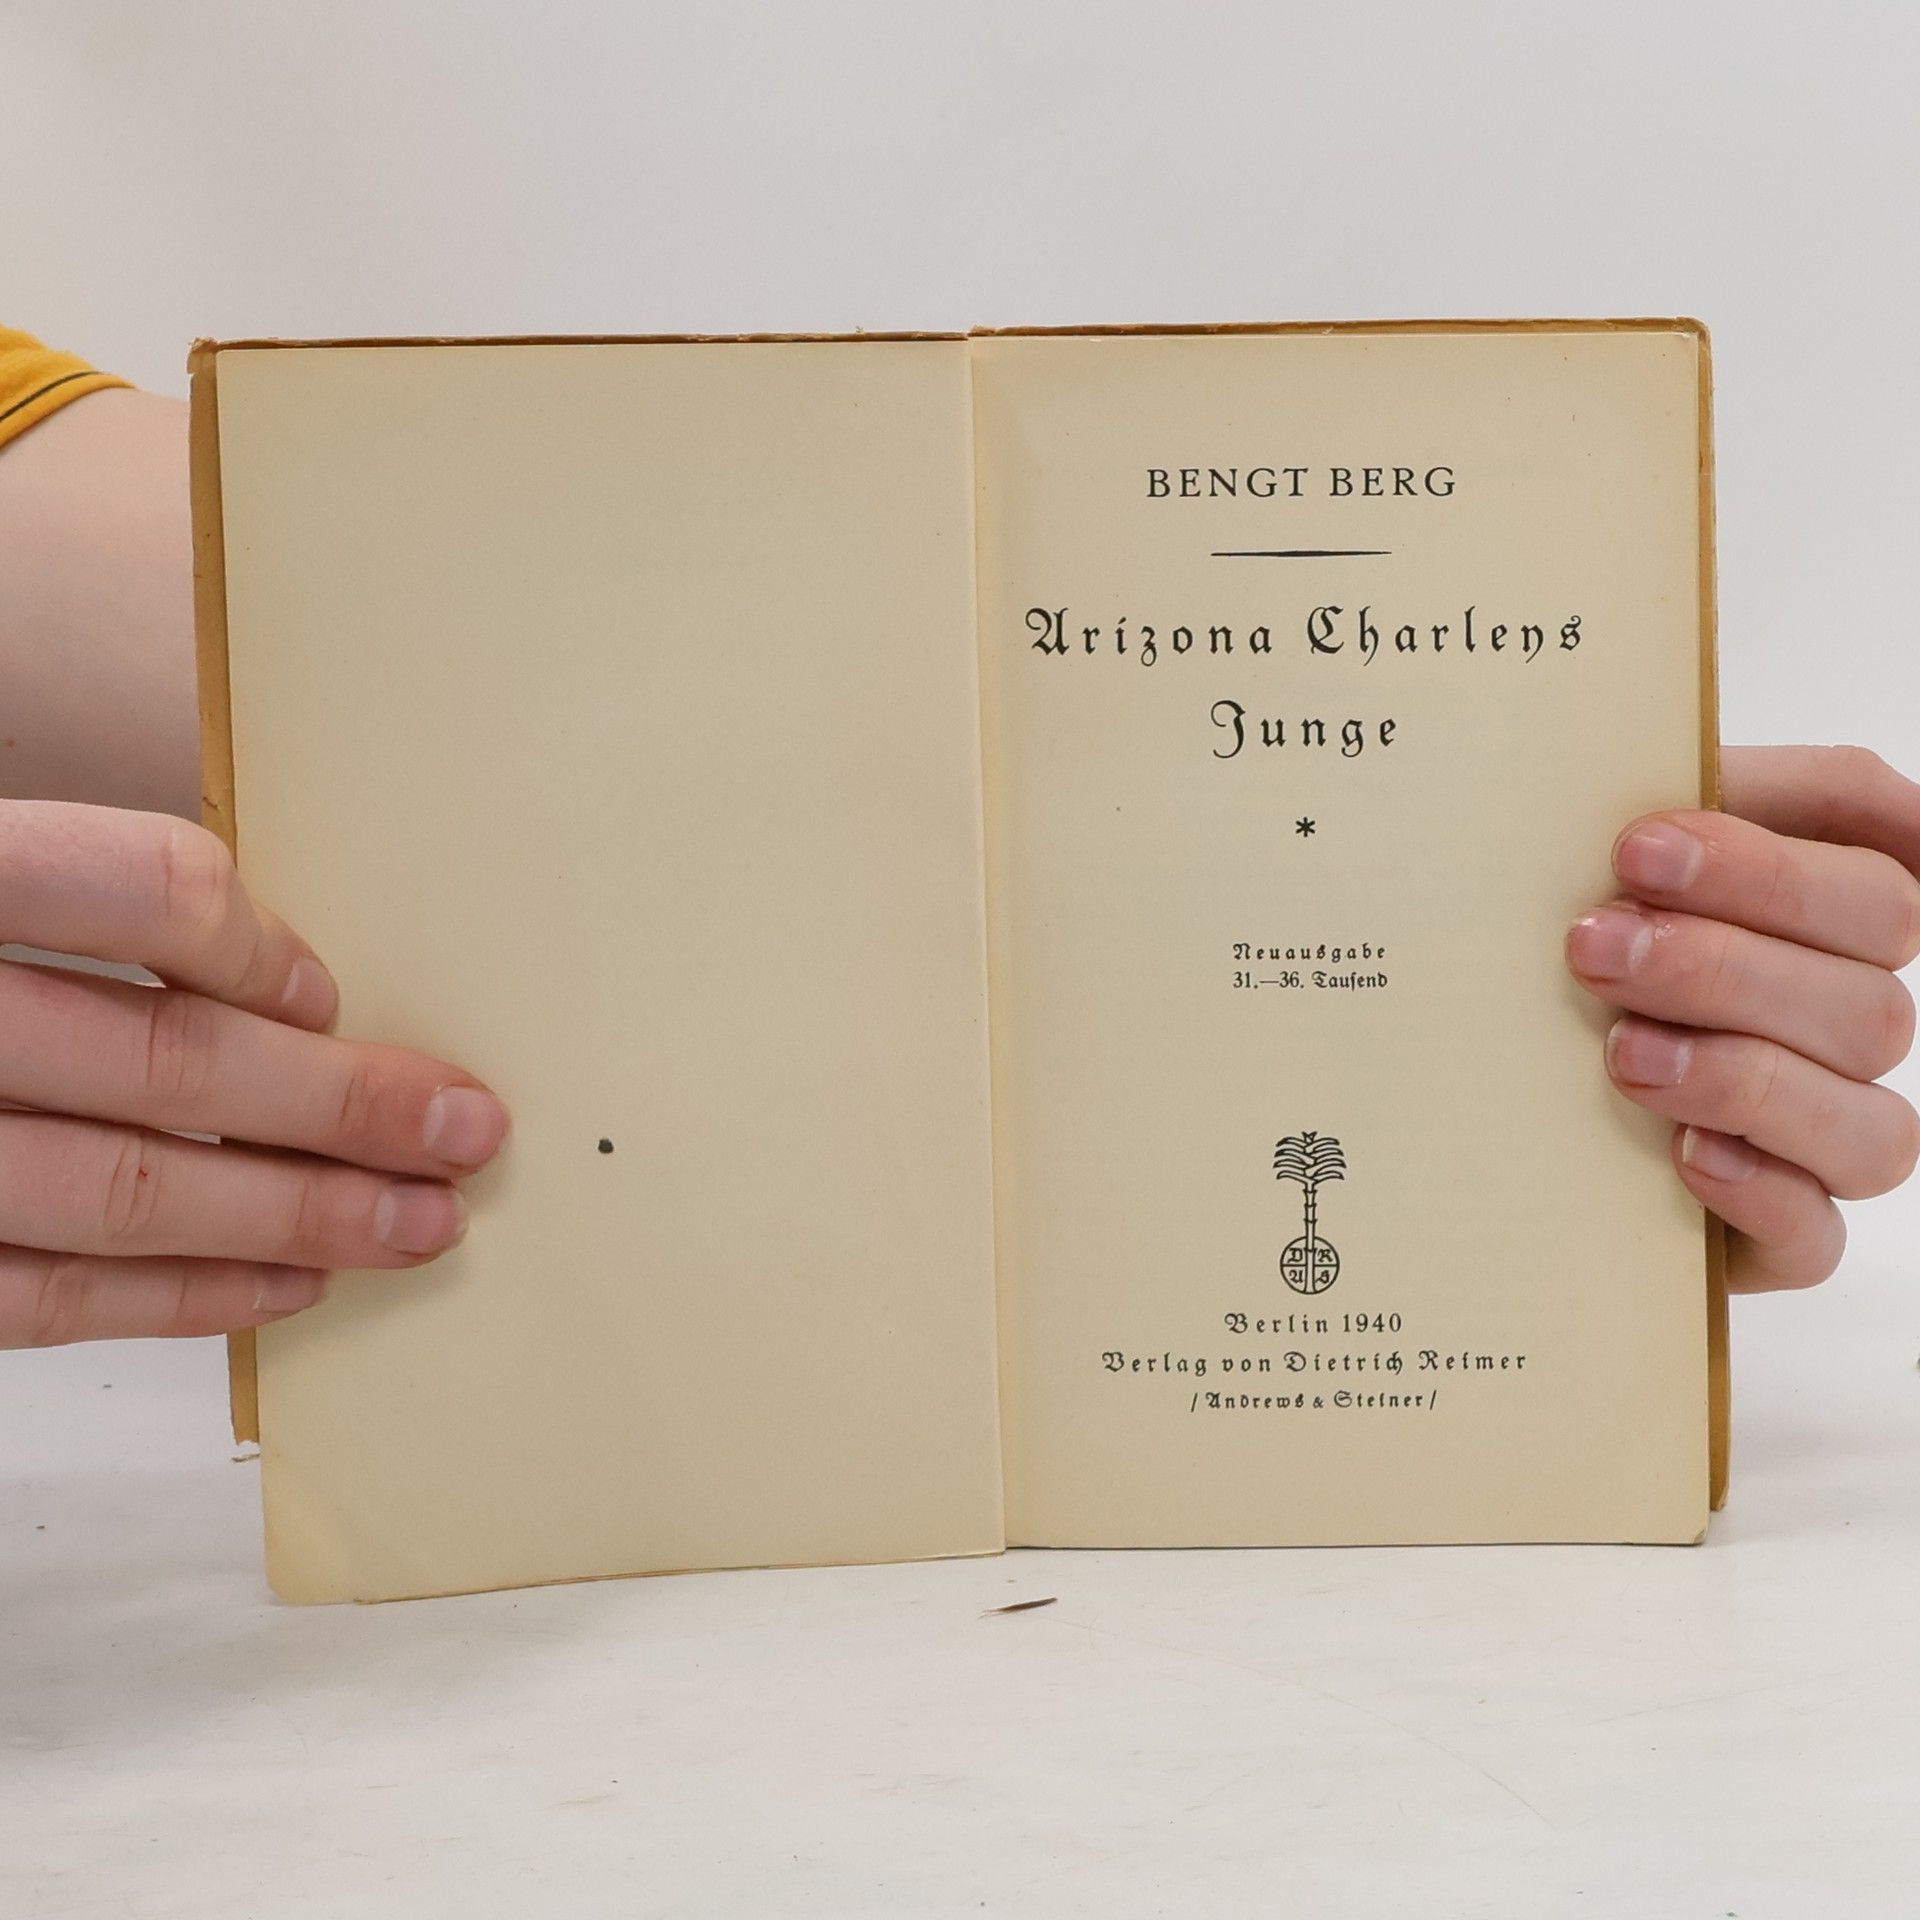 BENGT BERG
Arizona Charleys
Junge
*
Neuausgabe
31.—36. Tauſend
D R
A S
Berlin 1940
Verlag von Dietrich Reimer
/ Andrews & Steiner /